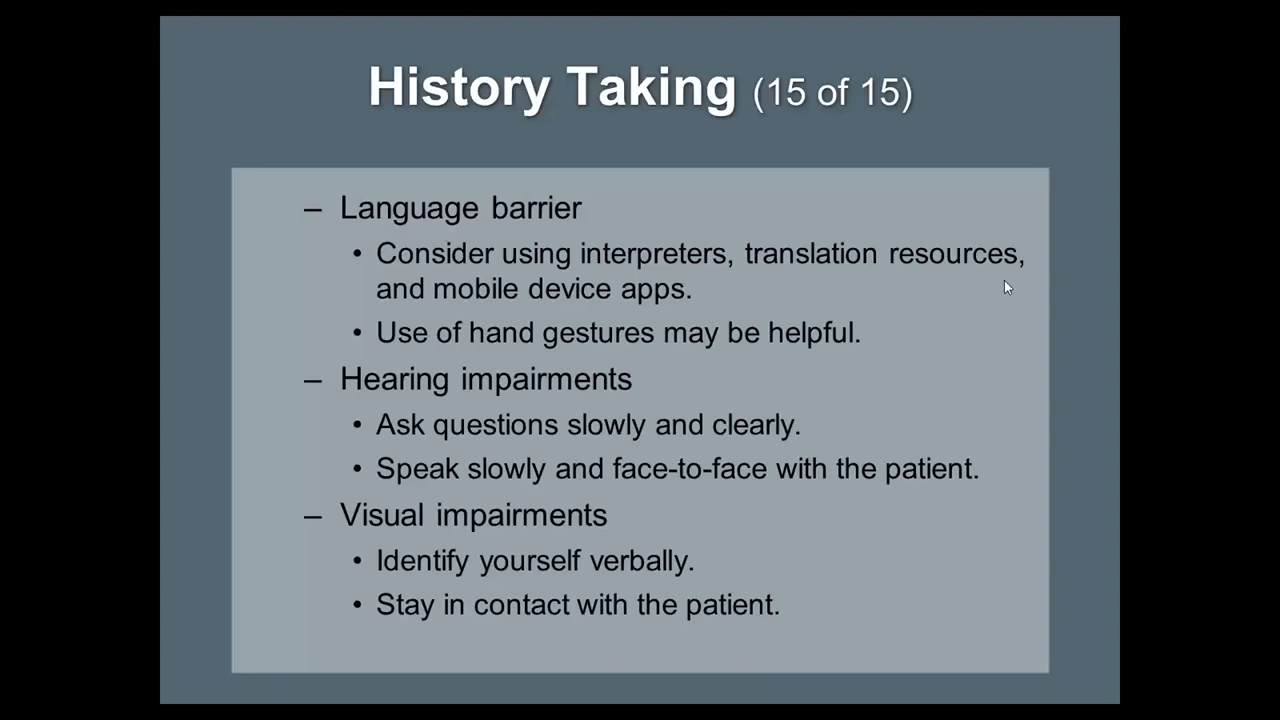 History Taking (15 of 15)
– Language barrier
• Consider using interpreters, translation resources,
and mobile device apps.
• Use of hand gestures may be helpful.
– Hearing impairments
• Ask questions slowly and clearly.
• Speak slowly and face-to-face with the patient.
– Visual impairments
• Identify yourself verbally.
• Stay in contact with the patient.